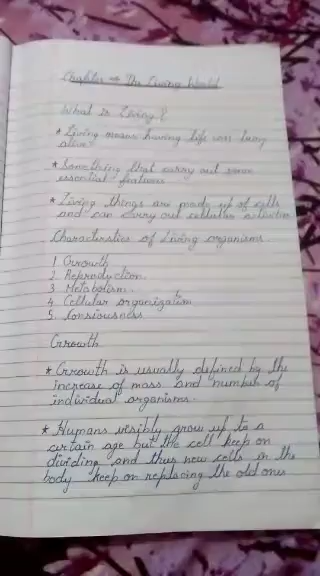 Chapter ⇒ The Living World
What is Living?
* Living means having life and being
alive.
* Something that carry out some
essential features
* Living things are made up of cells
and can carry out cellular activities
Characteristics of Living organisms.
1 Growth
2. Reproduction.
3 Metabolism.
4 Cellular organization
5. Consciousness
Growth
* Growth is usually defined by the
increase of mass and number of
individual organisms.
* Humans visibly grow up to a
certain age but the cell keep on
dividing and thus new cells in the
body keep on replacing the old one